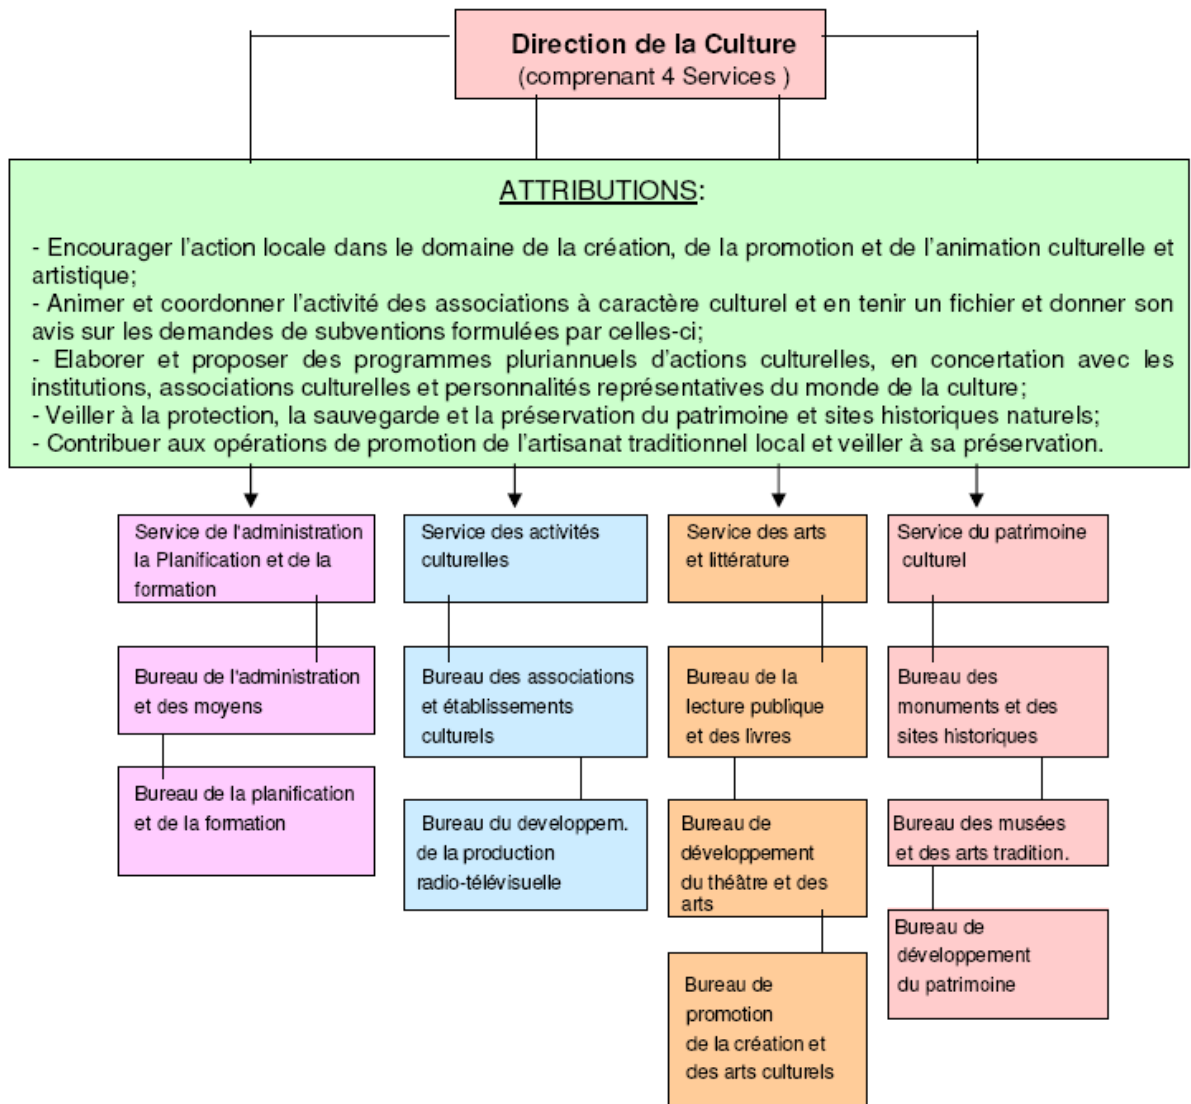 Direction de la Culture
(comprenant 4 Services )
ATTRIBUTIONS:
- Encourager l'action locale dans le domaine de la création, de la promotion et de l'animation culturelle et
artistique;
- Animer et coordonner l'activité des associations à caractère culturel et en tenir un fichier et donner son
avis sur les demandes de subventions formulées par celles-ci;
- Elaborer et proposer des programmes pluriannuels d'actions culturelles, en concertation avec les
institutions, associations culturelles et personnalités représentatives du monde de la culture;
- Veiller à la protection, la sauvegarde et la préservation du patrimoine et sites historiques naturels;
- Contribuer aux opérations de promotion de l'artisanat traditionnel local et veiller à sa préservation.
Service de l'administration
la Planification et de la
formation
Bureau de l'administration
et des moyens
Bureau de la planification
et de la formation
Service des activités
culturelles
Bureau des associations
et établissements
culturels
Bureau du developpem.
de la production
radio-télévisuelle
Service des arts
et littérature
Bureau de la
lecture publique
et des livres
Bureau de
développement
du théâtre et des
arts
Bureau de
promotion
de la création et
des arts culturels
Service du patrimoine
culturel
Bureau des
monuments et des
sites historiques
Bureau des musées
et des arts tradition.
Bureau de
développement
du patrimoine